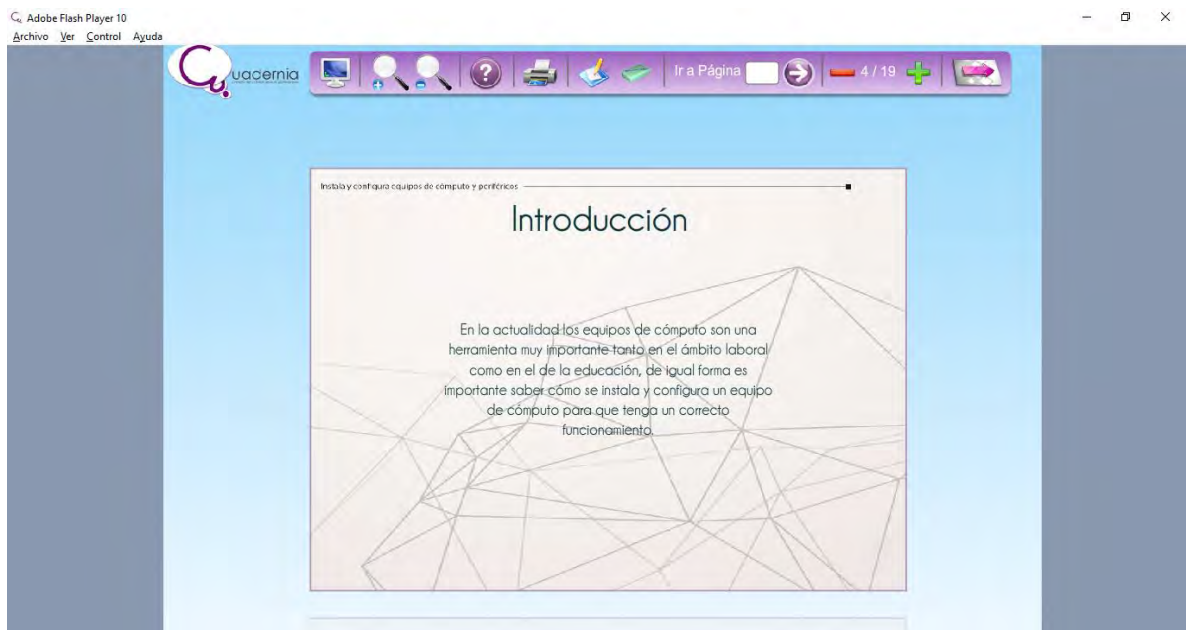 Adobe Flash Player 10
Archivo Ver Control Ayuda
Cuadernia
Ir a Página
4 / 19
Instala y configura equipos de cómputo y periféricos
Introducción
En la actualidad los equipos de cómputo son una
herramienta muy importante tanto en el ámbito laboral
como en el de la educación, de igual forma es
importante saber cómo se instala y configura un equipo
de cómputo para que tenga un correcto
funcionamiento.